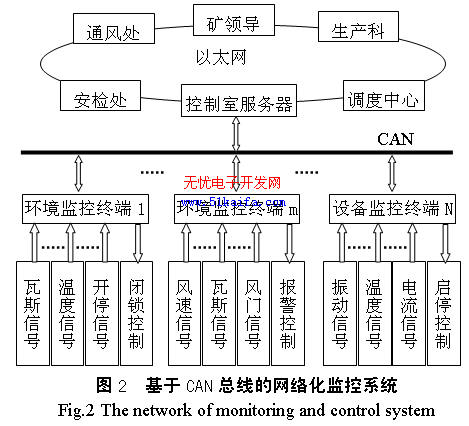 通风处
矿领导
生产科
以太网
安检处
控制室服务器
调度中心
CAN
......
......
无忧电子开发网
www.51kaifa.com
环境监控终端 1
环境监控终端 m
设备监控终端 N
......
......
......
瓦斯信号
温度信号
开停信号
闭锁控制
风速信号
瓦斯信号
风门信号
报警控制
振动信号
温度信号
电流信号
启停控制
图 2 基于 CAN 总线的网络化监控系统
Fig.2 The network of monitoring and control system